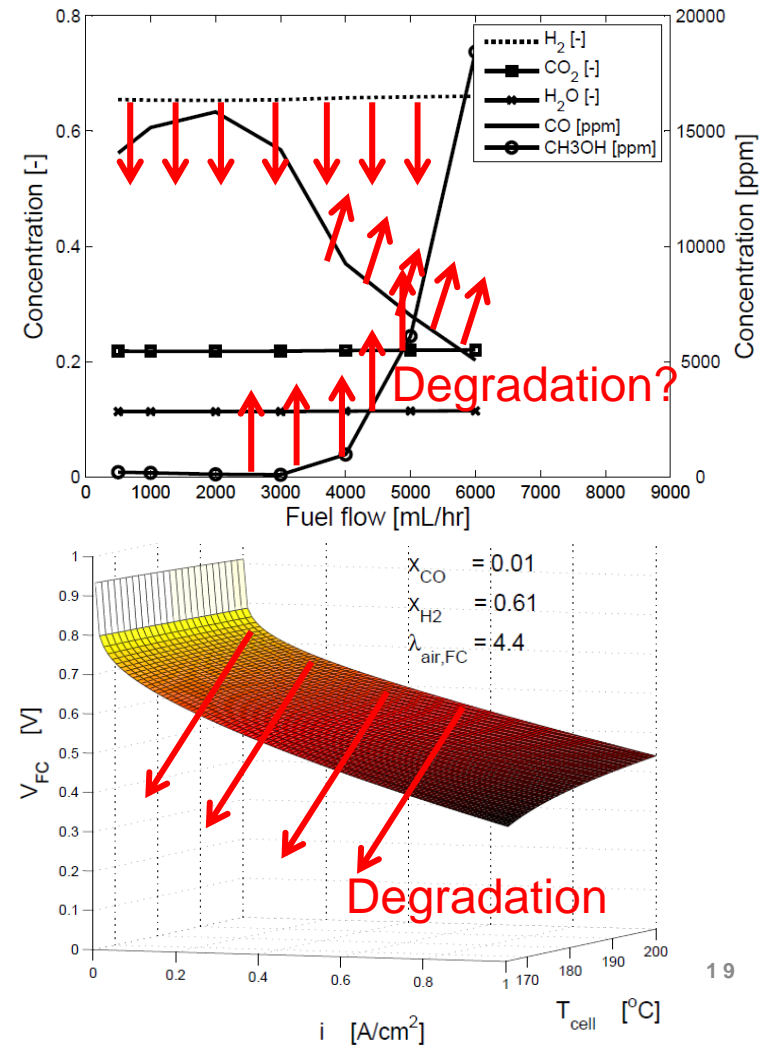 0.8
0.6
0.4
0.2
0
Concentration [-]
20000
15000
10000
5000
0
Concentration [ppm]
H2 [-]
CO2 [-]
H2O [-]
CO [ppm]
CH3OH [ppm]
Degradation?
0 1000 2000 3000 4000 5000 6000 7000 8000 9000
Fuel flow [mL/hr]
1
0.9
0.8
0.7
0.6
0.5
0.4
0.3
0.2
0.1
0
VFC [V]
xCO = 0.01
xH2 = 0.61
λair,FC = 4.4
Degradation
0 0.2 0.4 0.6 0.8 1
170 180 190 200
i [A/cm2]
Tcell [oC]
19